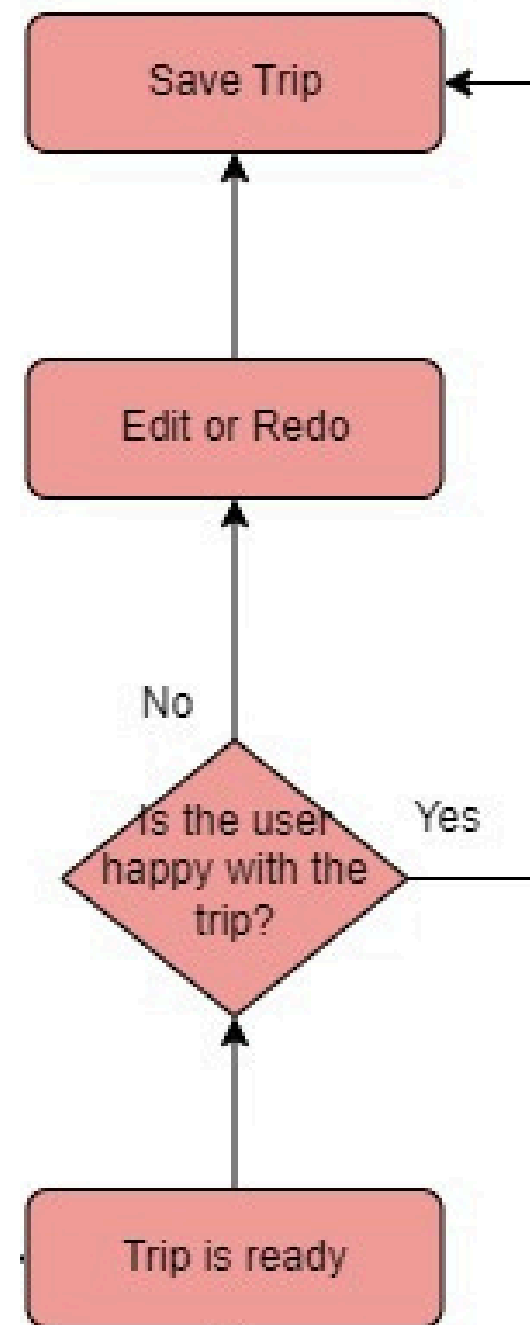 Save Trip
Edit or Redo
No
Yes
Is the user
happy with the
trip?
Trip is ready